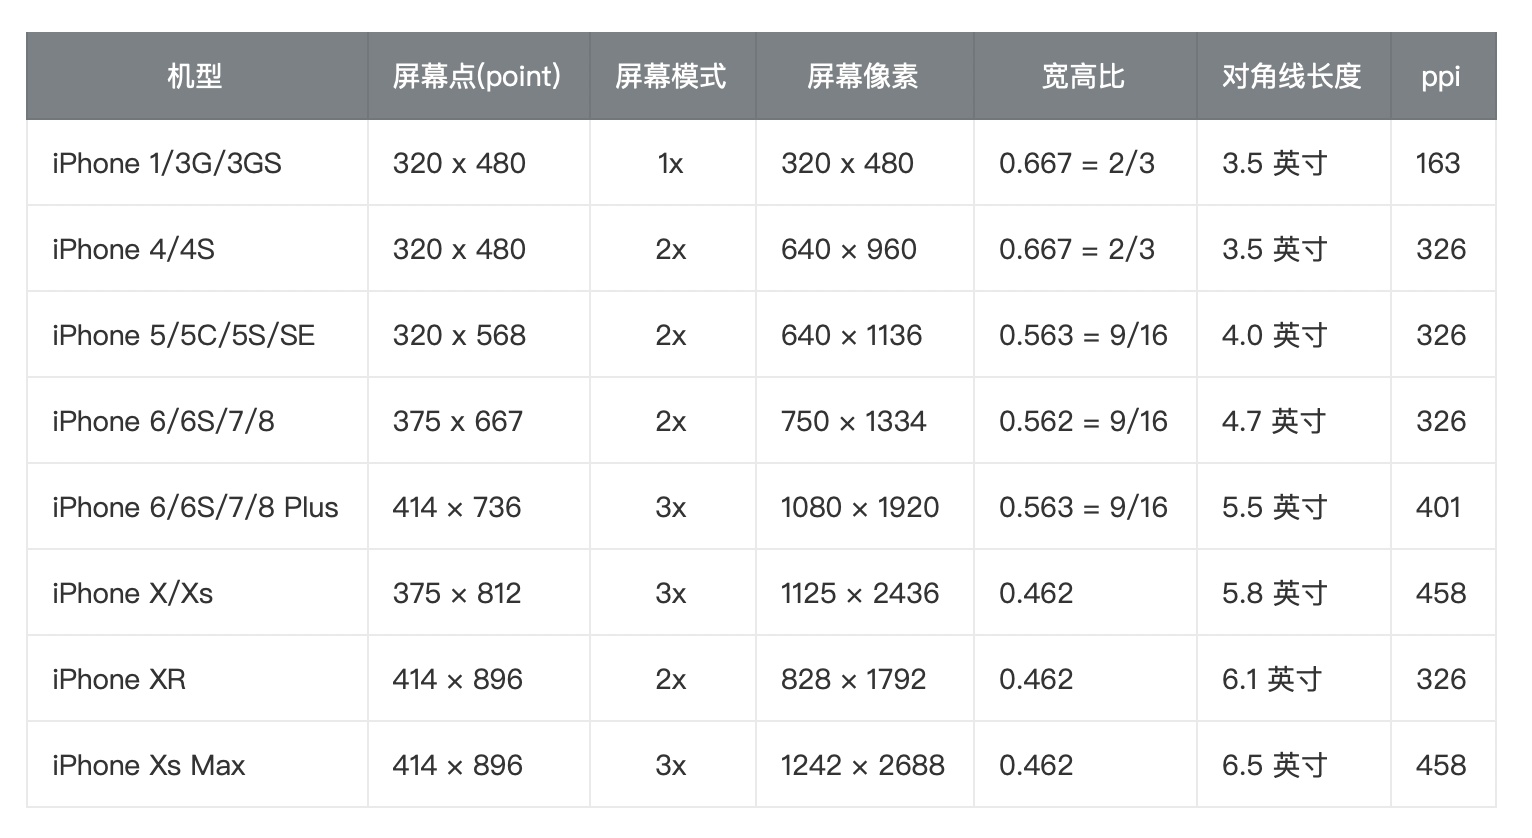 机型 屏幕点(point) 屏幕模式 屏幕像素 宽高比 对角线长度 ppi
iPhone 1/3G/3GS 320 x 480 1x 320 x 480 0.667 = 2/3 3.5 英寸 163
iPhone 4/4S 320 x 480 2x 640 × 960 0.667 = 2/3 3.5 英寸 326
iPhone 5/5C/5S/SE 320 x 568 2x 640 × 1136 0.563 = 9/16 4.0 英寸 326
iPhone 6/6S/7/8 375 x 667 2x 750 × 1334 0.562 = 9/16 4.7 英寸 326
iPhone 6/6S/7/8 Plus 414 × 736 3x 1080 × 1920 0.563 = 9/16 5.5 英寸 401
iPhone X/Xs 375 × 812 3x 1125 × 2436 0.462 5.8 英寸 458
iPhone XR 414 × 896 2x 828 × 1792 0.462 6.1 英寸 326
iPhone Xs Max 414 × 896 3x 1242 × 2688 0.462 6.5 英寸 458